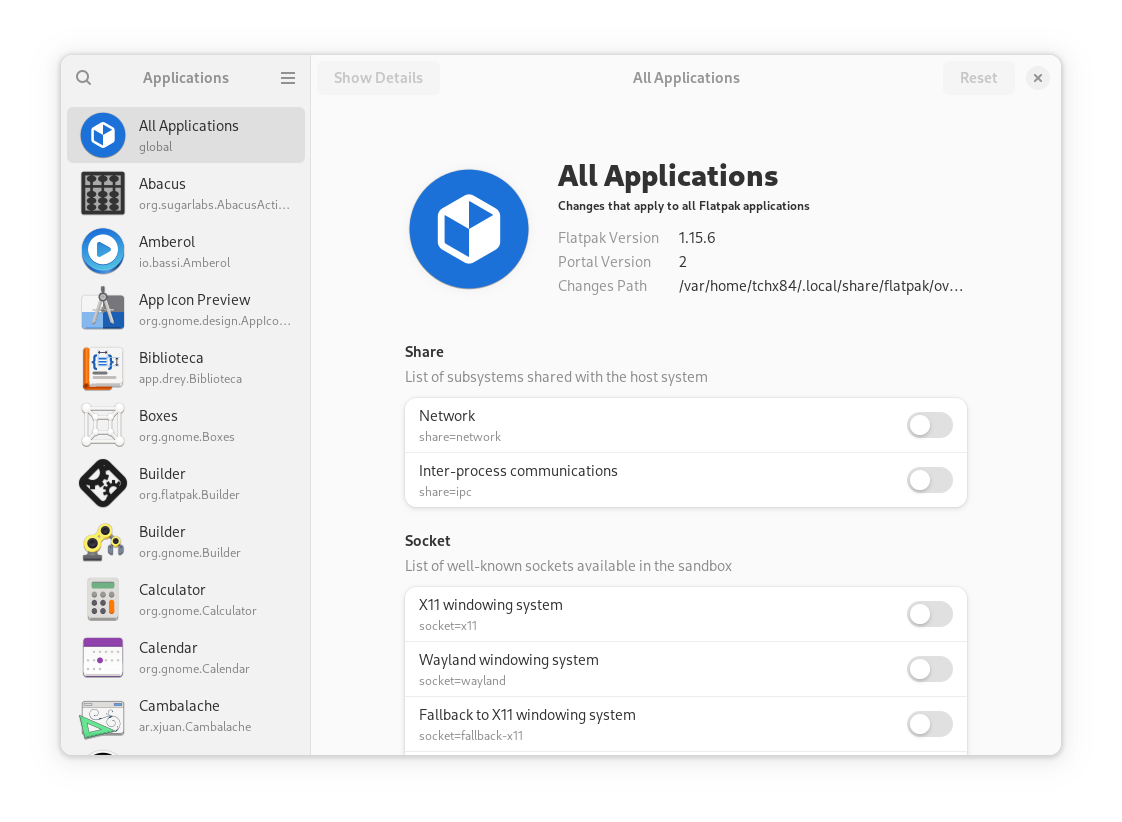 Applications
All Applications
global
Abacus
org.sugarlabs.AbacusActi…
Amberol
io.bassi.Amberol
App Icon Preview
org.gnome.design.AppIco…
Biblioteca
app.drey.Biblioteca
Boxes
org.gnome.Boxes
Builder
org.flatpak.Builder
Builder
org.gnome.Builder
Calculator
org.gnome.Calculator
Calendar
org.gnome.Calendar
Cambalache
ar.xjuan.Cambalache
Show Details
All Applications
Reset
All Applications
Changes that apply to all Flatpak applications
Flatpak Version 1.15.6
Portal Version 2
Changes Path /var/home/tchx84/.local/share/flatpak/ov…
Share
List of subsystems shared with the host system
Network
share=network
Inter-process communications
share=ipc
Socket
List of well-known sockets available in the sandbox
X11 windowing system
socket=x11
Wayland windowing system
socket=wayland
Fallback to X11 windowing system
socket=fallback-x11